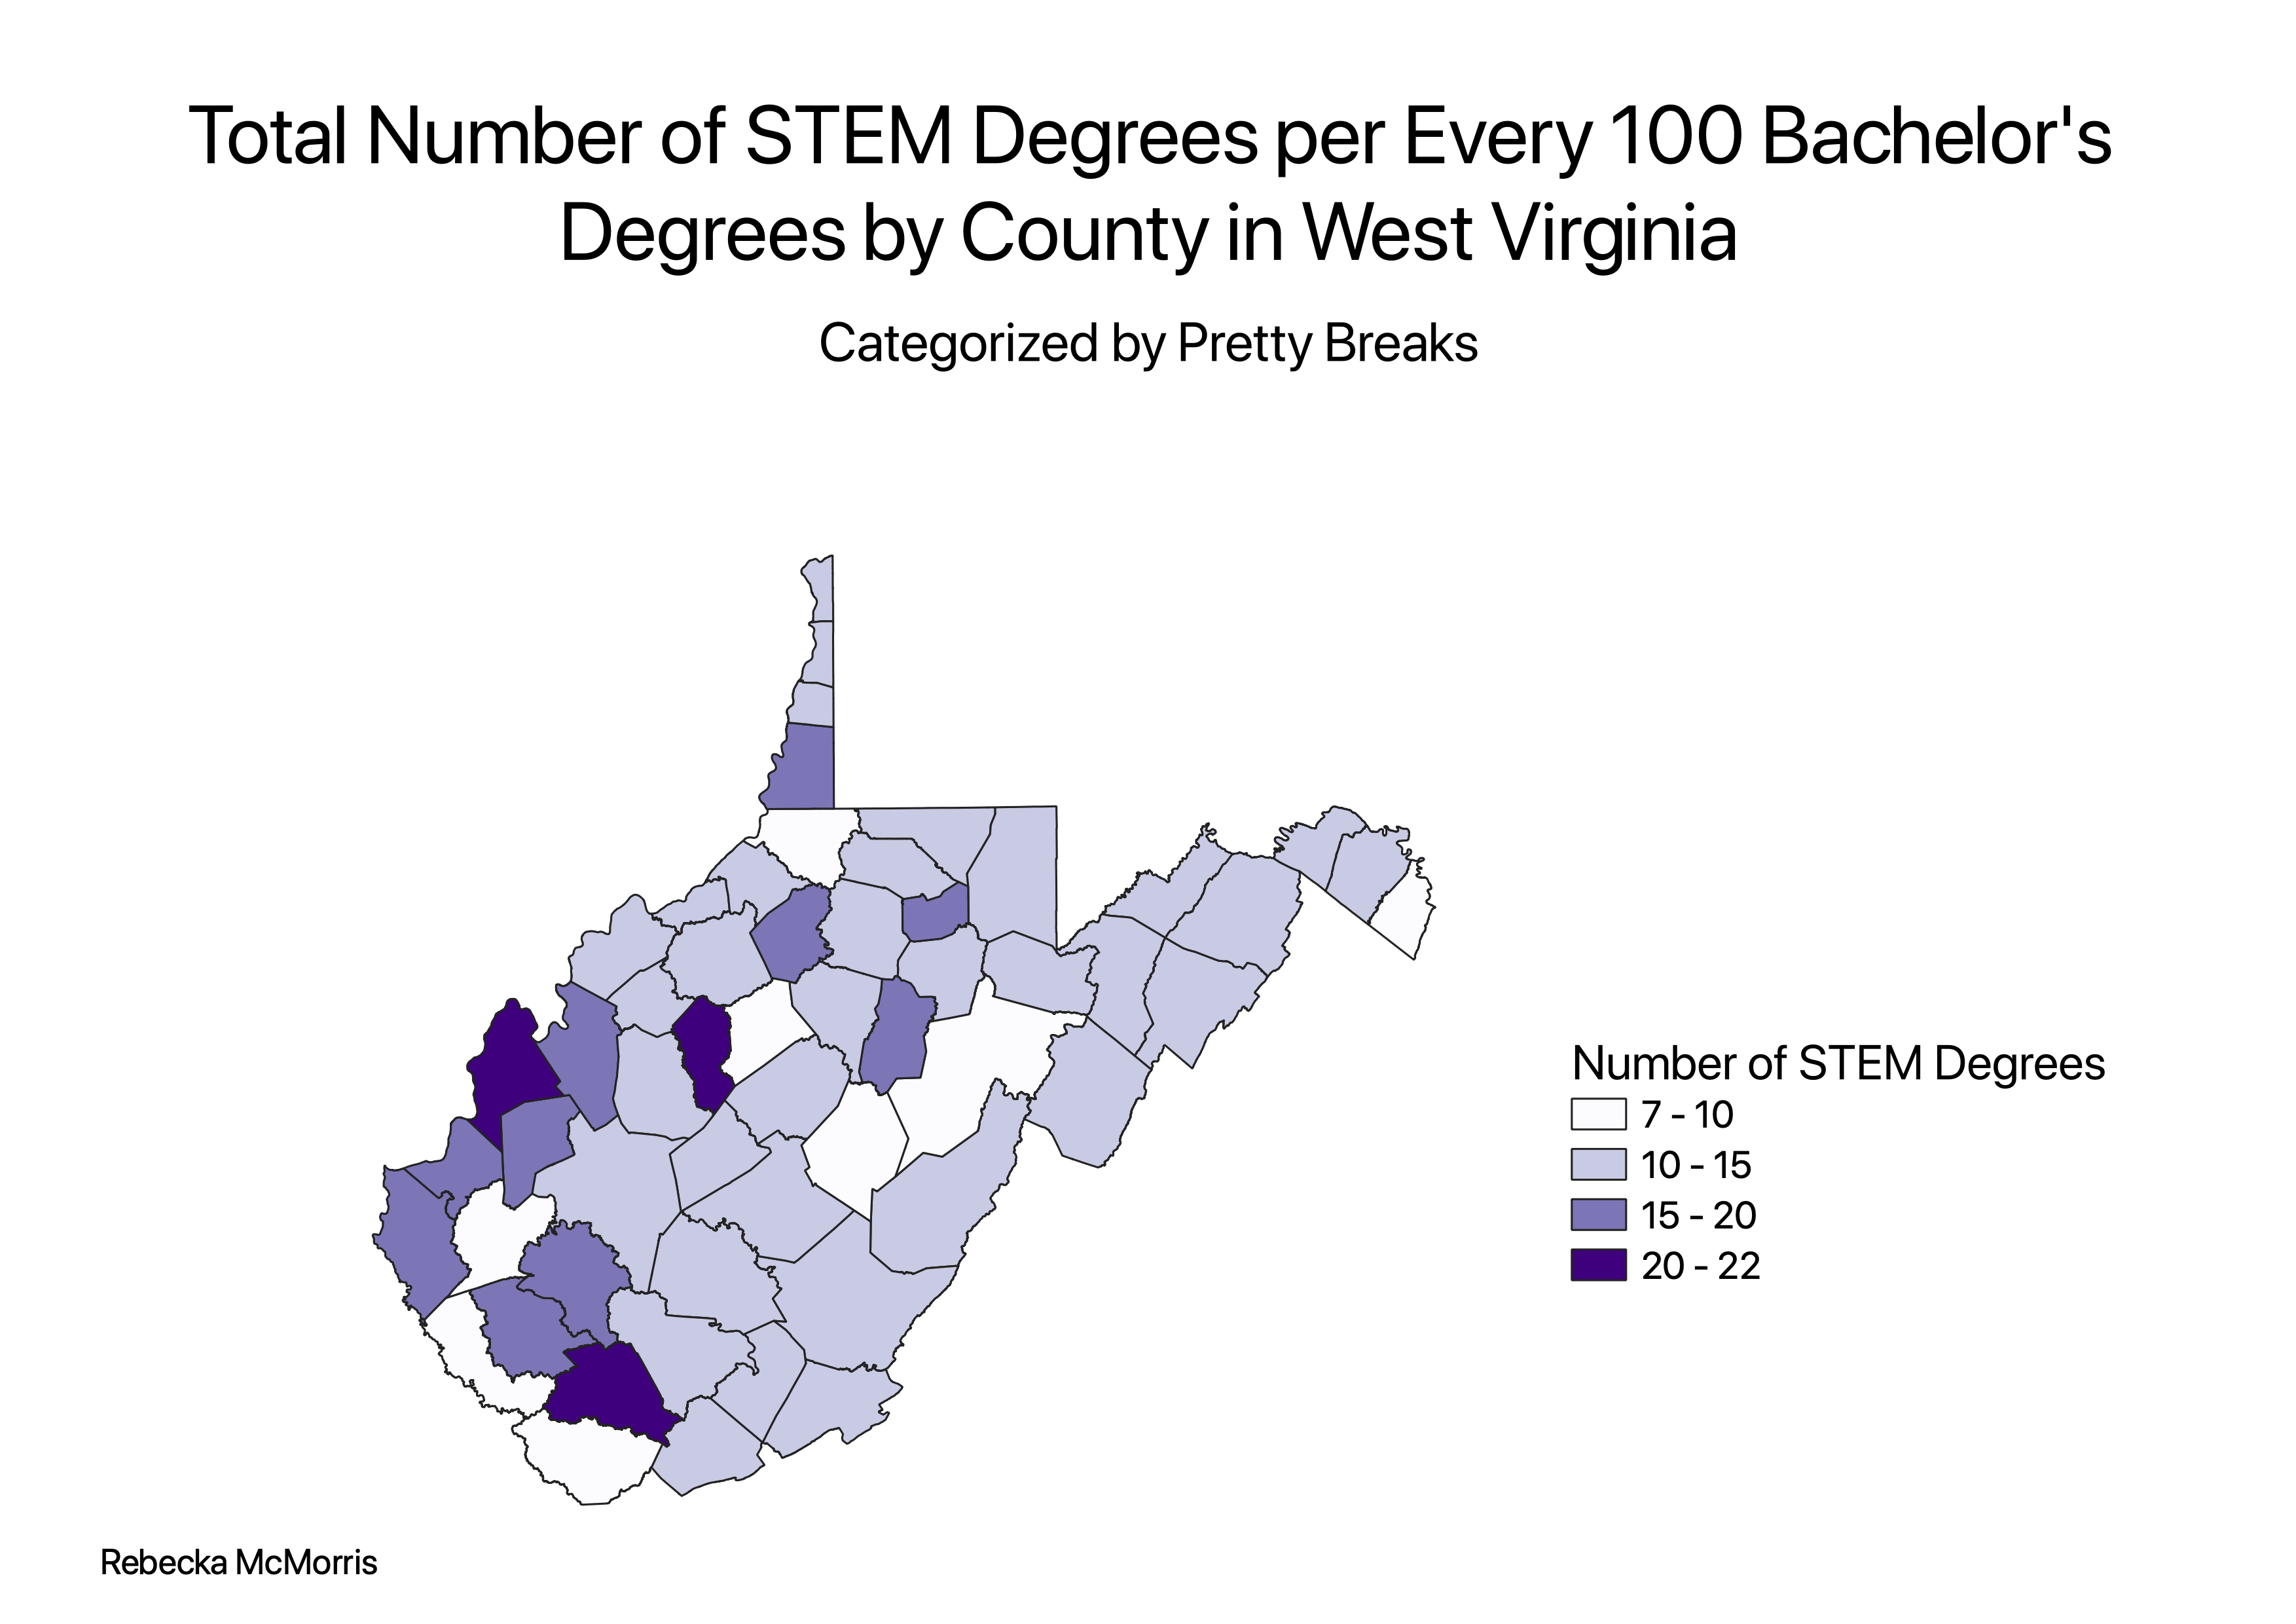 Total Number of STEM Degrees per Every 100 Bachelor's
Degrees by County in West Virginia
Categorized by Pretty Breaks
Number of STEM Degrees
7 - 10
10 - 15
15 - 20
20 - 22
Rebecka McMorris